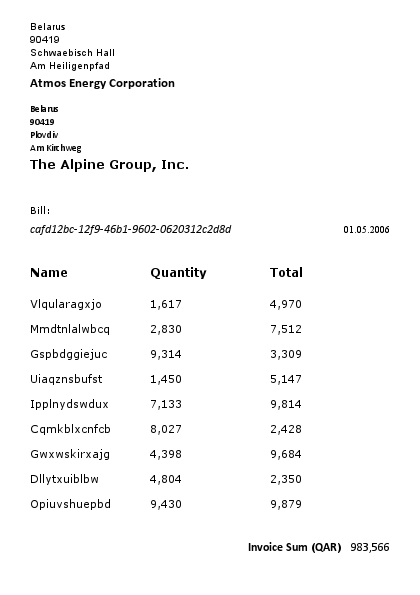 Belarus
90419
Schwaebisch Hall
Am Heiligenpfad
Atmos Energy Corporation
Belarus
90419
Plovdiv
Am Kirchweg
The Alpine Group, Inc.
Bill:
cafd12bc-12f9-46b1-9602-0620312c2d8d 01.05.2006
Name Quantity Total
Vlqularagxjo 1,617 4,970
Mmdtnlalwbcq 2,830 7,512
Gspbdggiejuc 9,314 3,309
Uiaqznsbufst 1,450 5,147
Ipplnydswdux 7,133 9,814
Cqmkblxcnfcb 8,027 2,428
Gwxwskirxajg 4,398 9,684
Dllytxuiblbw 4,804 2,350
Opiuvshuepbd 9,430 9,879
Invoice Sum (QAR) 983,566